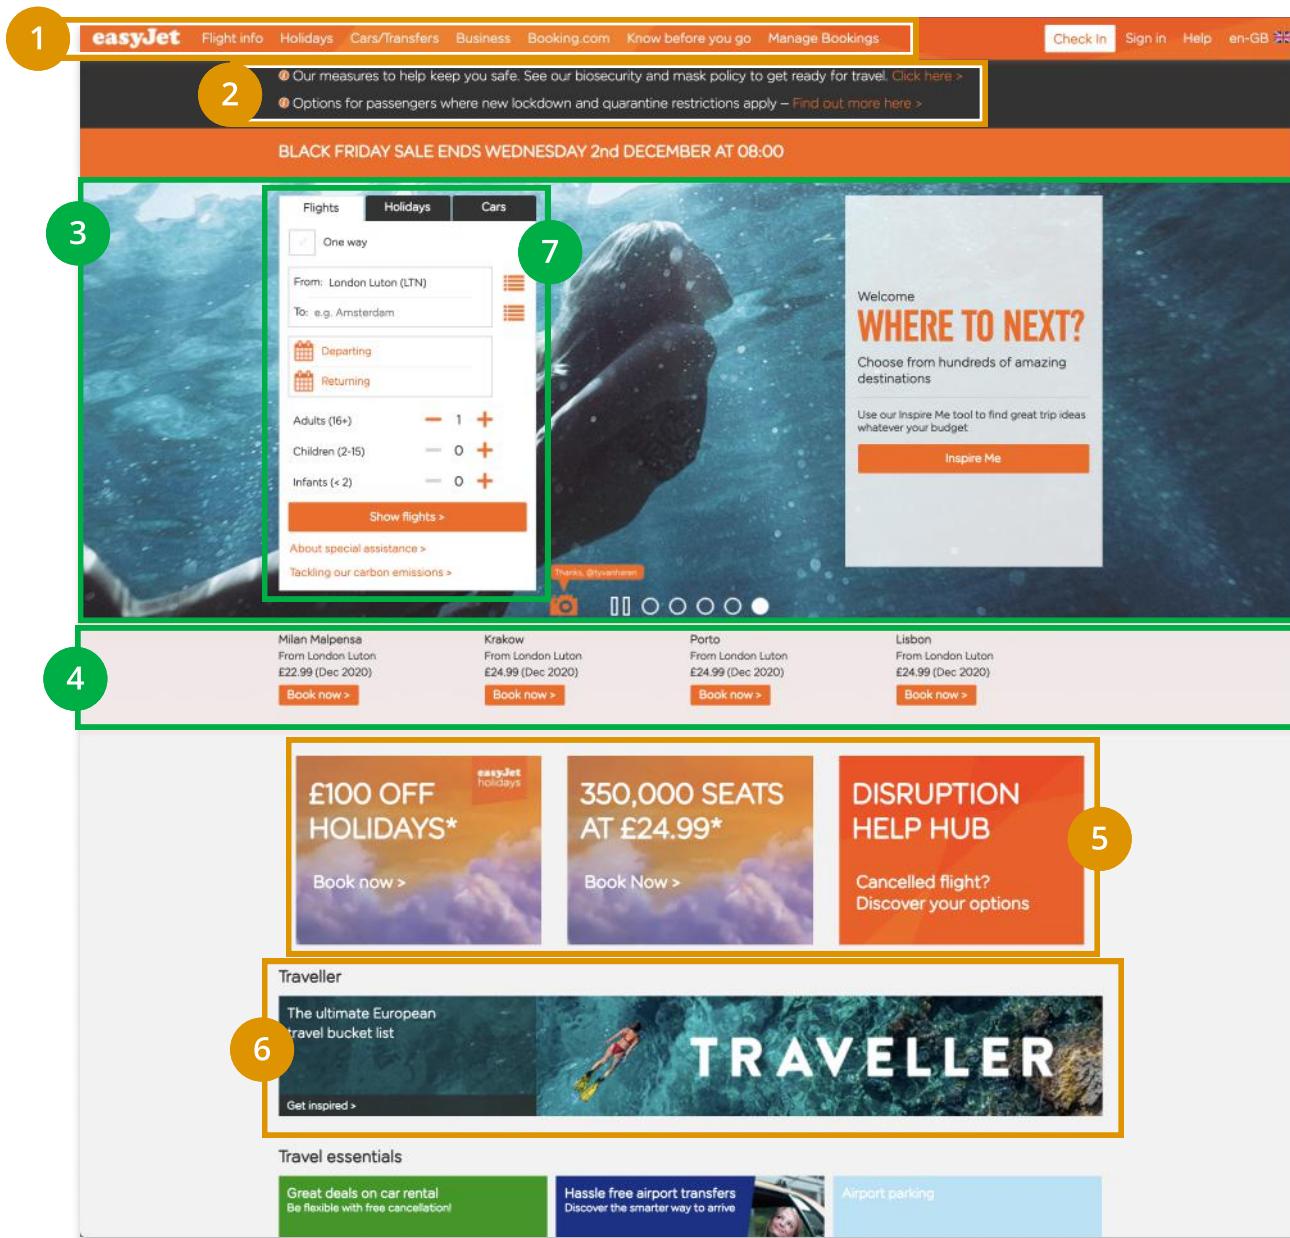 1
easyJet Flight info Holidays Cars/Transfers Business Booking.com Know before you go Manage Bookings Check In Sign in Help en-GB
2
Our measures to help keep you safe. See our biosecurity and mask policy to get ready for travel. Click here >
Options for passengers where new lockdown and quarantine restrictions apply – Find out more here >
BLACK FRIDAY SALE ENDS WEDNESDAY 2nd DECEMBER AT 08:00
3
7
Flights Holidays Cars
One way
From: London Luton (LTN)
To: e.g. Amsterdam
Departing
Returning
Adults (16+) 1
Children (2-15) 0
Infants (< 2) 0
Show flights >
About special assistance >
Tackling our carbon emissions >
Welcome
WHERE TO NEXT?
Choose from hundreds of amazing
destinations
Use our Inspire Me tool to find great trip ideas
whatever your budget
Inspire Me
Thanks, @tyvanharen
4
Milan Malpensa
From London Luton
£22.99 (Dec 2020)
Book now >
Krakow
From London Luton
£24.99 (Dec 2020)
Book now >
Porto
From London Luton
£24.99 (Dec 2020)
Book now >
Lisbon
From London Luton
£24.99 (Dec 2020)
Book now >
5
easyJet
holidays
£100 OFF
HOLIDAYS*
Book now >
350,000 SEATS
AT £24.99*
Book Now >
DISRUPTION
HELP HUB
Cancelled flight?
Discover your options
6
Traveller
The ultimate European
travel bucket list
Get inspired >
TRAVELLER
Travel essentials
Great deals on car rental
Be flexible with free cancellation!
Hassle free airport transfers
Discover the smarter way to arrive
Airport parking